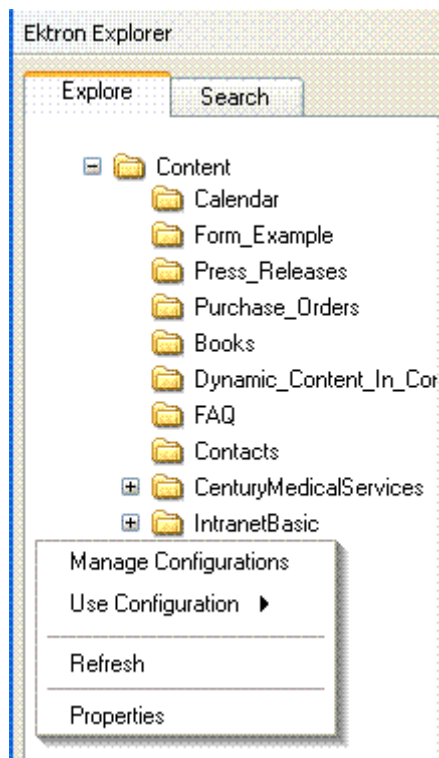 Ektron Explorer
Explore
Search
Content
Calendar
Form_Example
Press_Releases
Purchase_Orders
Books
Dynamic_Content_In_Cor
FAQ
Contacts
CenturyMedicalServices
IntranetBasic
Manage Configurations
Use Configuration
Refresh
Properties